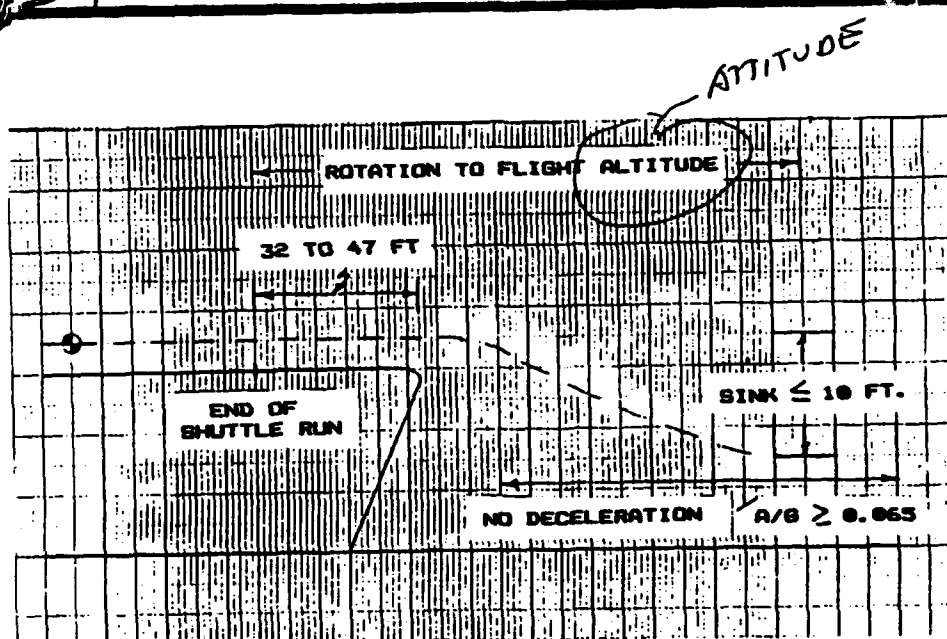 ATTITUDE
ROTATION TO FLIGHT ALTITUDE
32 TO 47 FT
END OF
SHUTTLE RUN
SINK ≤ 10 FT.
NO DECELERATION
A/G ≥ 0.065